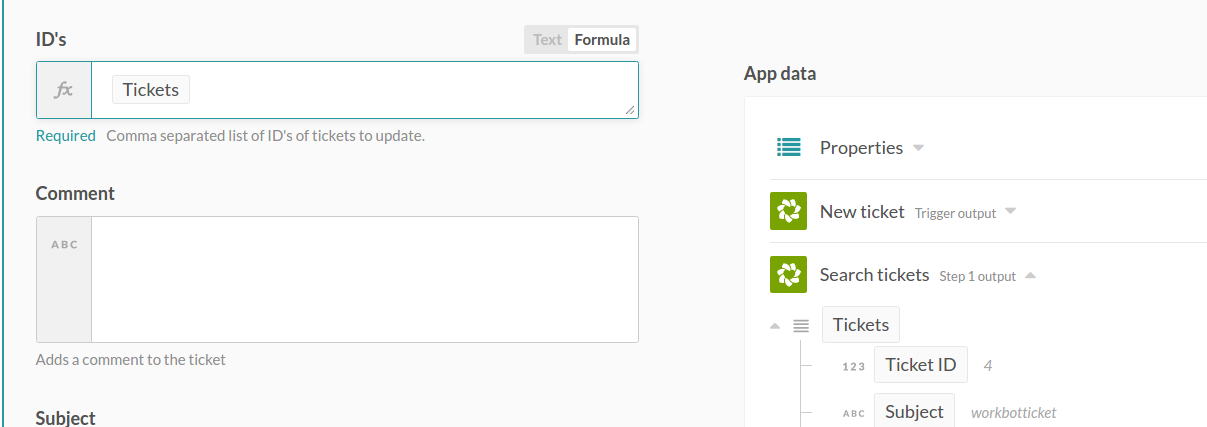 ID's
Text Formula
fx Tickets
Required Comma separated list of ID's of tickets to update.
Comment
ABC
Adds a comment to the ticket
Subject
App data
Properties
New ticket Trigger output
Search tickets Step 1 output
Tickets
123 Ticket ID 4
ABC Subject workbotticket